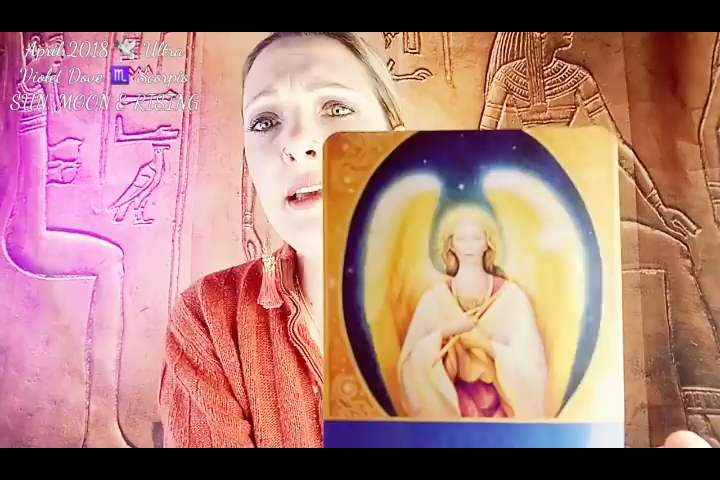 April 2018 🕊 Ultra
Violet Dove ♏ Scorpio
SUN, MOON & RISING